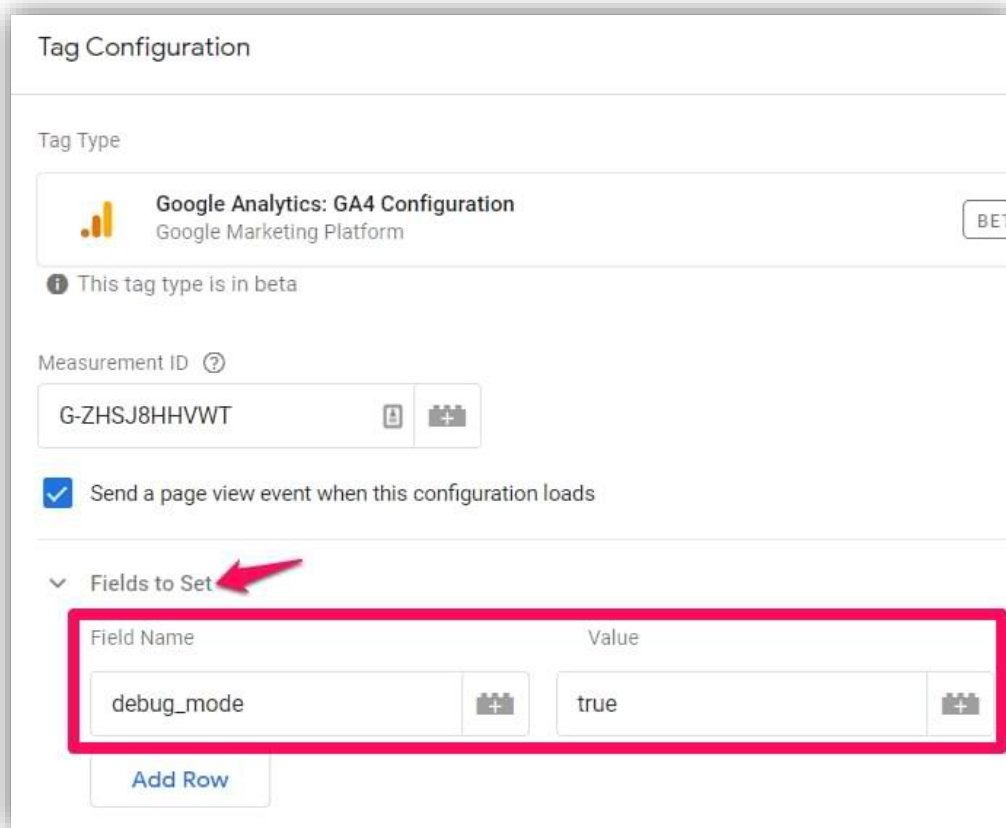 Tag Configuration
Tag Type
Google Analytics: GA4 Configuration
Google Marketing Platform
BET
This tag type is in beta
Measurement ID
G-ZHSJ8HHVWT
Send a page view event when this configuration loads
Fields to Set
Field Name Value
debug_mode true
Add Row